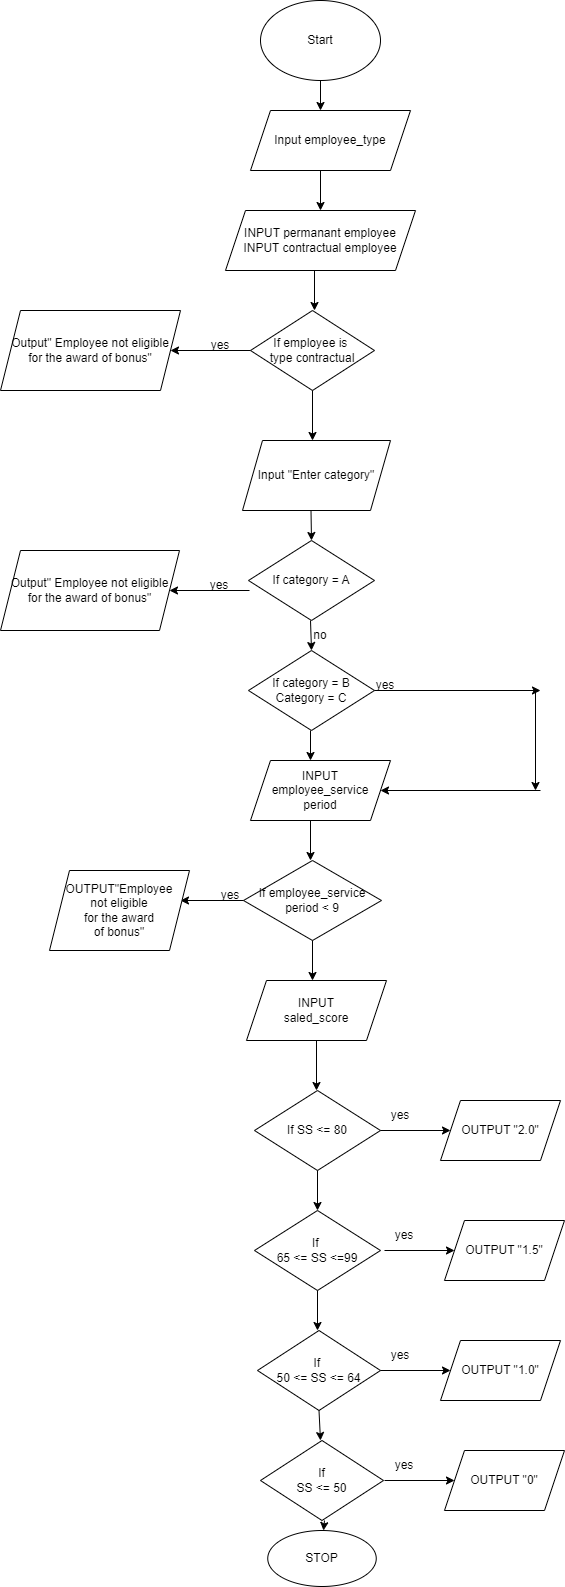 Start
Input employee_type
INPUT permanant employee
INPUT contractual employee
If employee is
type contractual
yes
Output" Employee not eligible
for the award of bonus"
Input "Enter category"
If category = A
yes
Output" Employee not eligible
for the award of bonus"
no
If category = B
Category = C
yes
INPUT
employee_service
period
If employee_service
period < 9
yes
OUTPUT"Employee
not eligible
for the award
of bonus"
INPUT
saled_score
If SS <= 80
yes
OUTPUT "2.0"
If
65 <= SS <=99
yes
OUTPUT "1.5"
If
50 <= SS <= 64
yes
OUTPUT "1.0"
If
SS <= 50
yes
OUTPUT "0"
STOP